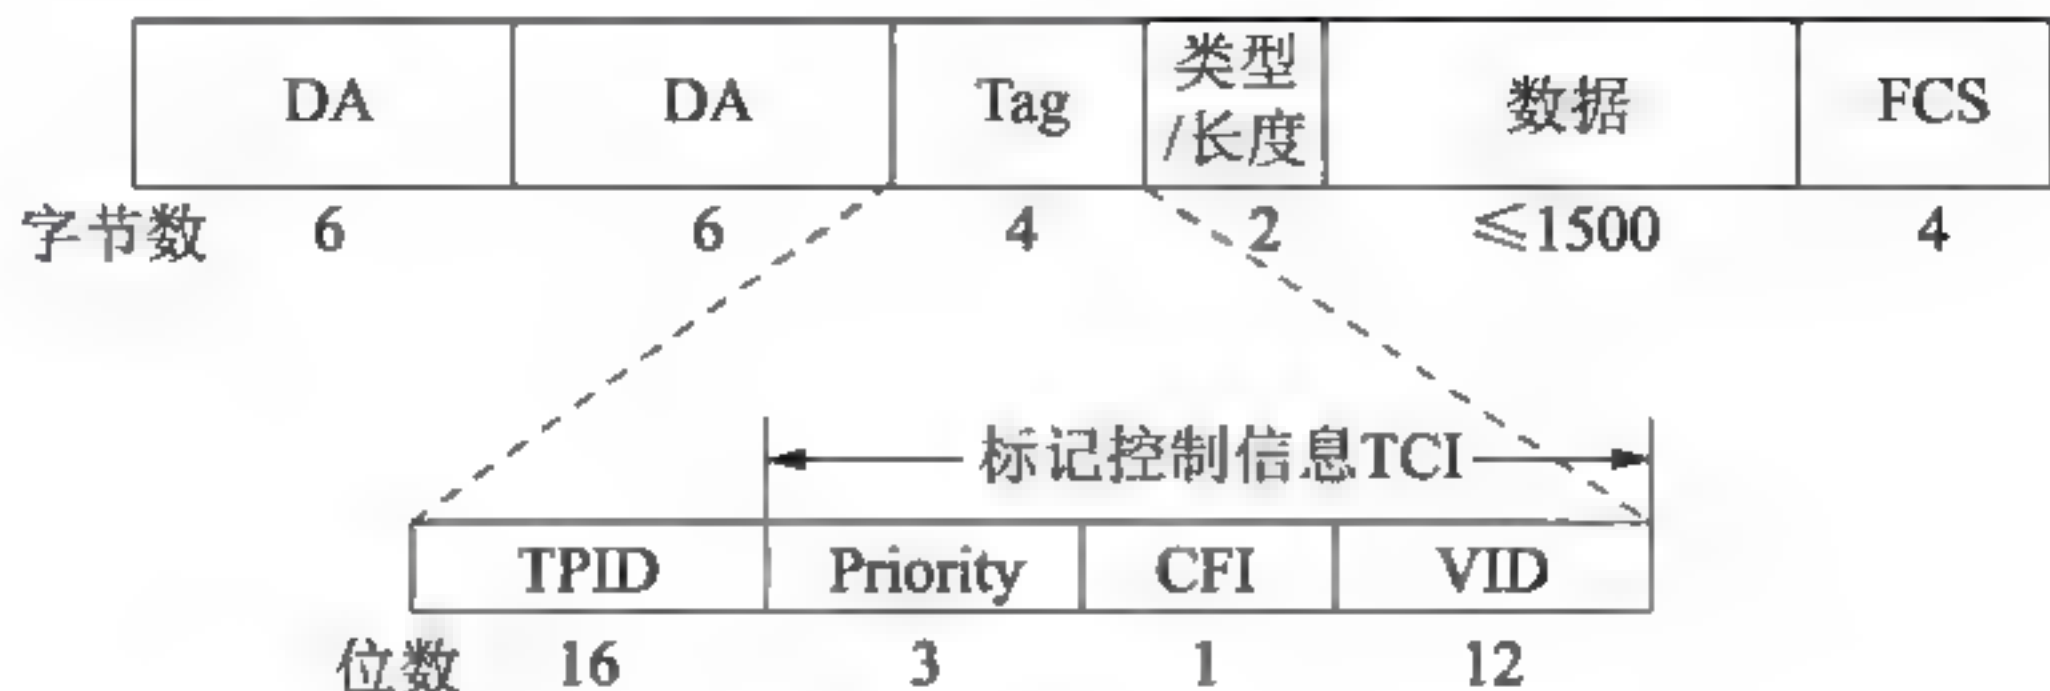 DA DA Tag 类型/长度 数据 FCS
字节数 6 6 4 2 ≤1500 4
标记控制信息TCI
TPID Priority CFI VID
位数 16 3 1 12